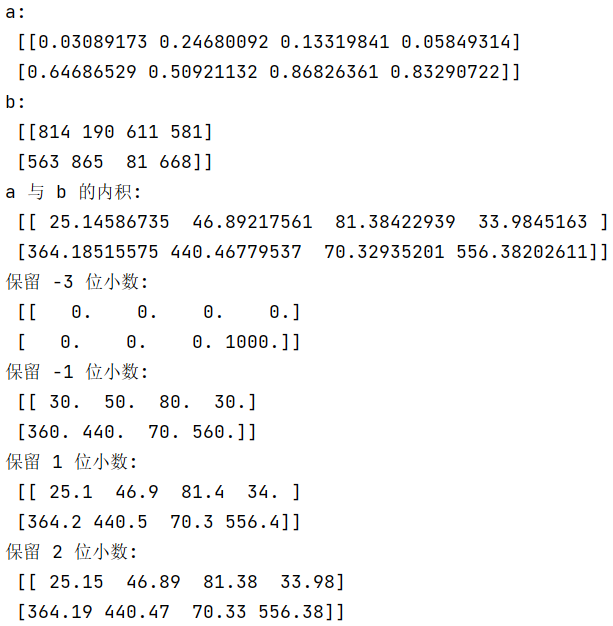 a:
 [[0.03089173 0.24680092 0.13319841 0.05849314]
 [0.64686529 0.50921132 0.86826361 0.83290722]]
b:
 [[814 190 611 581]
 [563 865  81 668]]
a 与 b 的内积:
 [[ 25.14586735  46.89217561  81.38422939  33.9845163 ]
 [364.18515575 440.46779537  70.32935201 556.38202611]]
保留 -3 位小数:
 [[   0.    0.    0.    0.]
 [   0.    0.    0. 1000.]]
保留 -1 位小数:
 [[ 30.  50.  80.  30.]
 [360. 440.  70. 560.]]
保留 1 位小数:
 [[ 25.1  46.9  81.4  34. ]
 [364.2 440.5  70.3 556.4]]
保留 2 位小数:
 [[ 25.15  46.89  81.38  33.98]
 [364.19 440.47  70.33 556.38]]